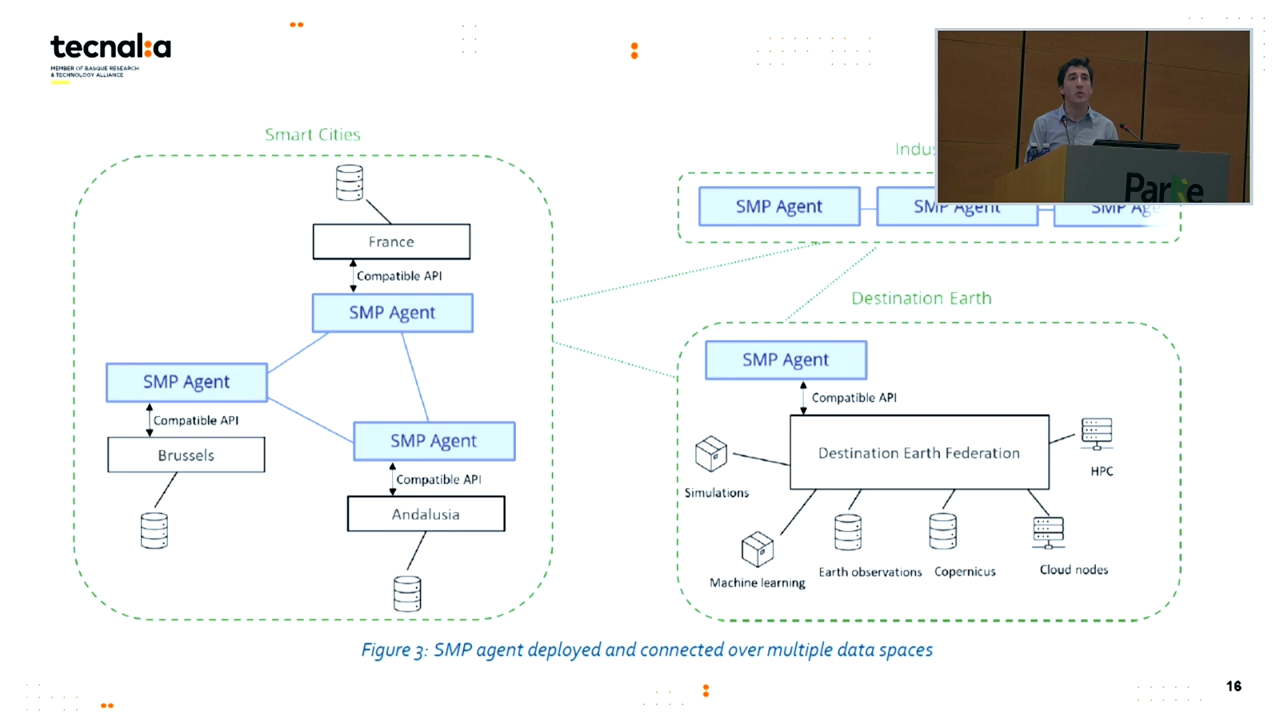 tecnal:a
MEMBER OF BASQUE RESEARCH
& TECHNOLOGY ALLIANCE
Smart Cities
France
Compatible API
SMP Agent
SMP Agent
Compatible API
Brussels
SMP Agent
Compatible API
Andalusia
SMP Agent
SMP Agent
SMP
Destination Earth
SMP Agent
Compatible API
Destination Earth Federation
Simulations
HPC
Machine learning
Earth observations
Copernicus
Cloud nodes
Figure 3: SMP agent deployed and connected over multiple data spaces
16
Parke